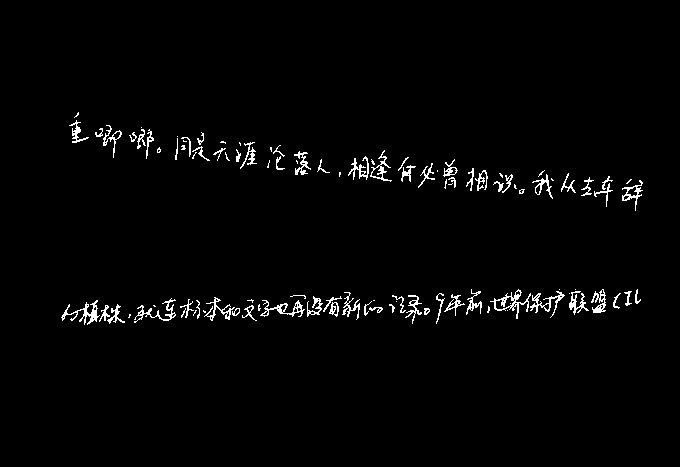 重唧唧。同是天涯沦落人,相逢何必曾相识。我从去年辞
的植株,就连标本和文字也再没有新的记录。9年前,世界保护联盟(IU